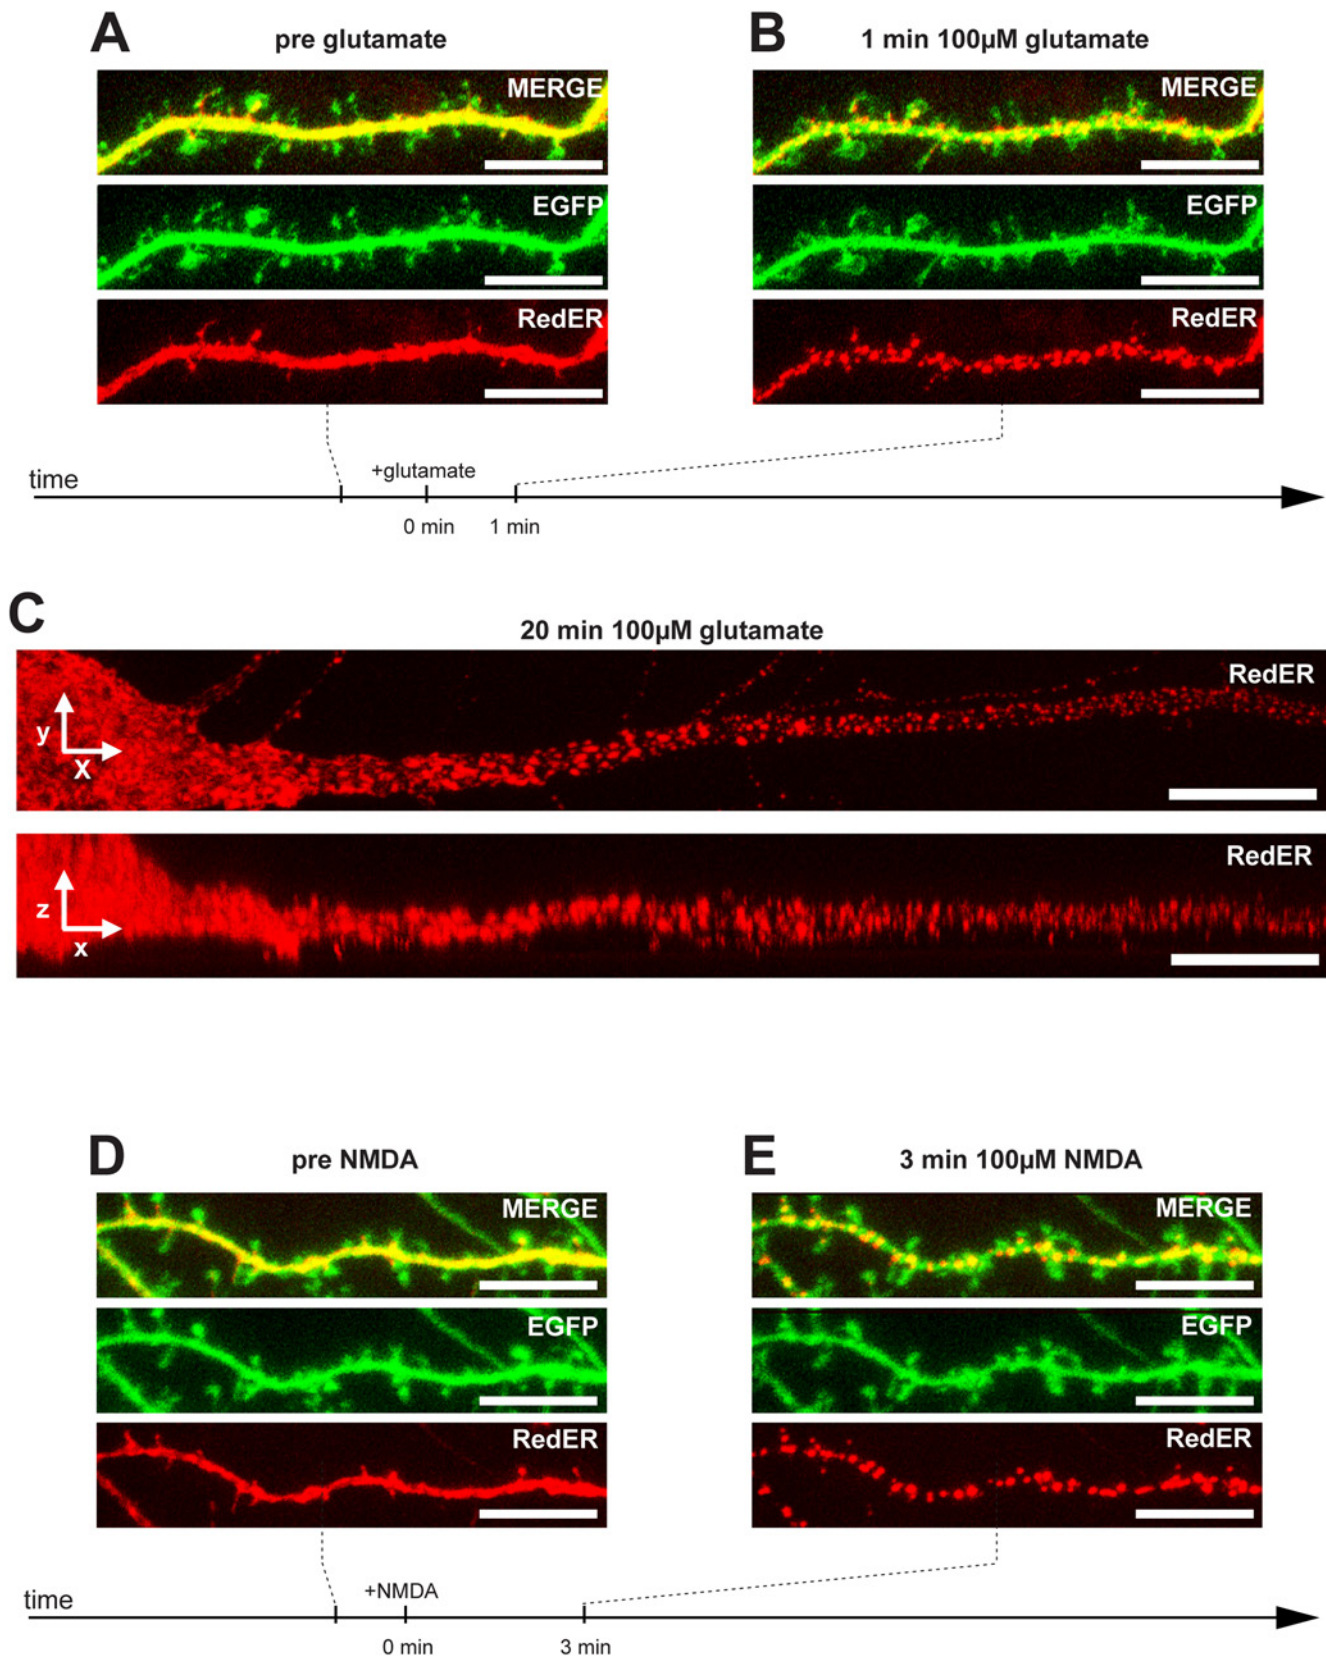 A
pre glutamate
MERGE
EGFP
RedER
B
1 min 100µM glutamate
MERGE
EGFP
RedER
time
+glutamate
0 min
1 min
C
20 min 100µM glutamate
RedER
y
x
RedER
z
x
D
pre NMDA
MERGE
EGFP
RedER
E
3 min 100µM NMDA
MERGE
EGFP
RedER
time
+NMDA
0 min
3 min